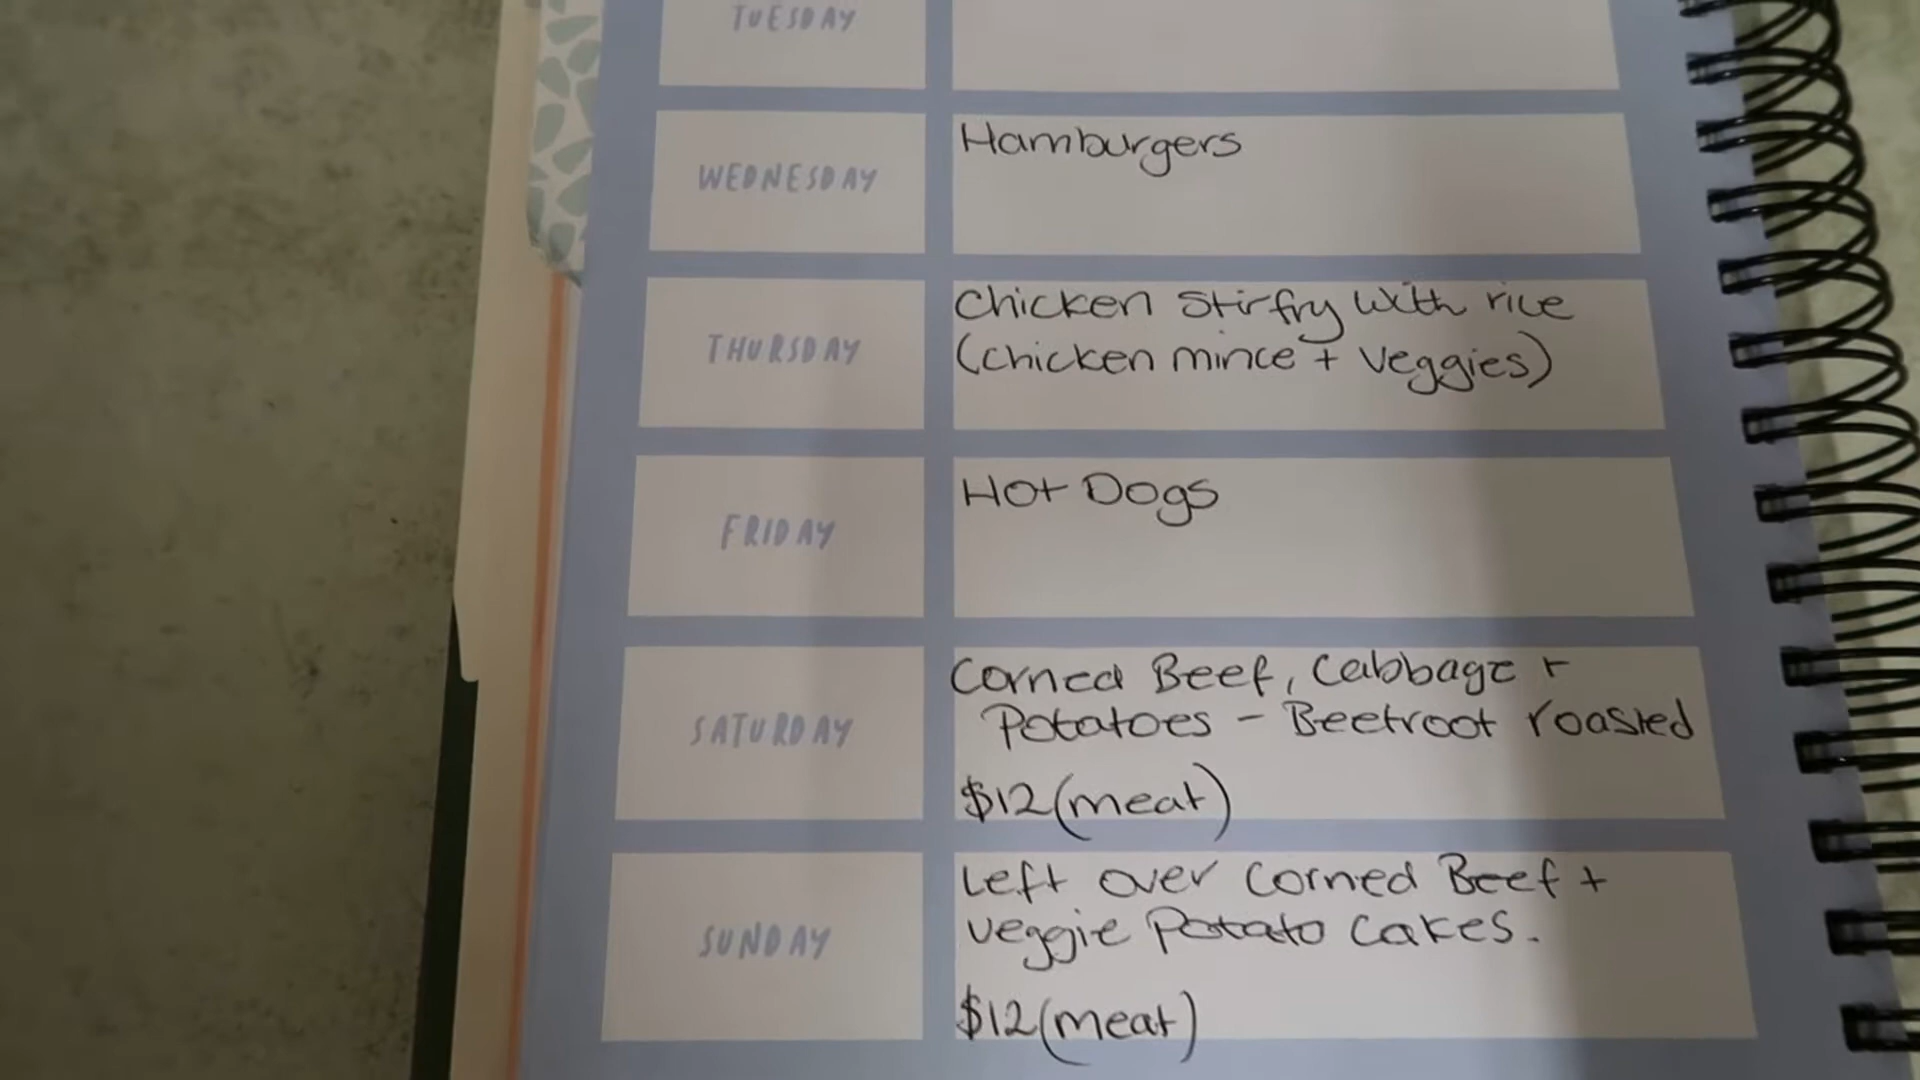 TUESDAY
WEDNESDAY
Hamburgers
THURSDAY
Chicken Stirfry with rice
(chicken mince + veggies)
FRIDAY
Hot Dogs
SATURDAY
Corned Beef, Cabbage +
Potatoes - Beetroot roasted
$12 (meat)
SUNDAY
Left over Corned Beef +
veggie Potato Cakes.
$12 (meat)